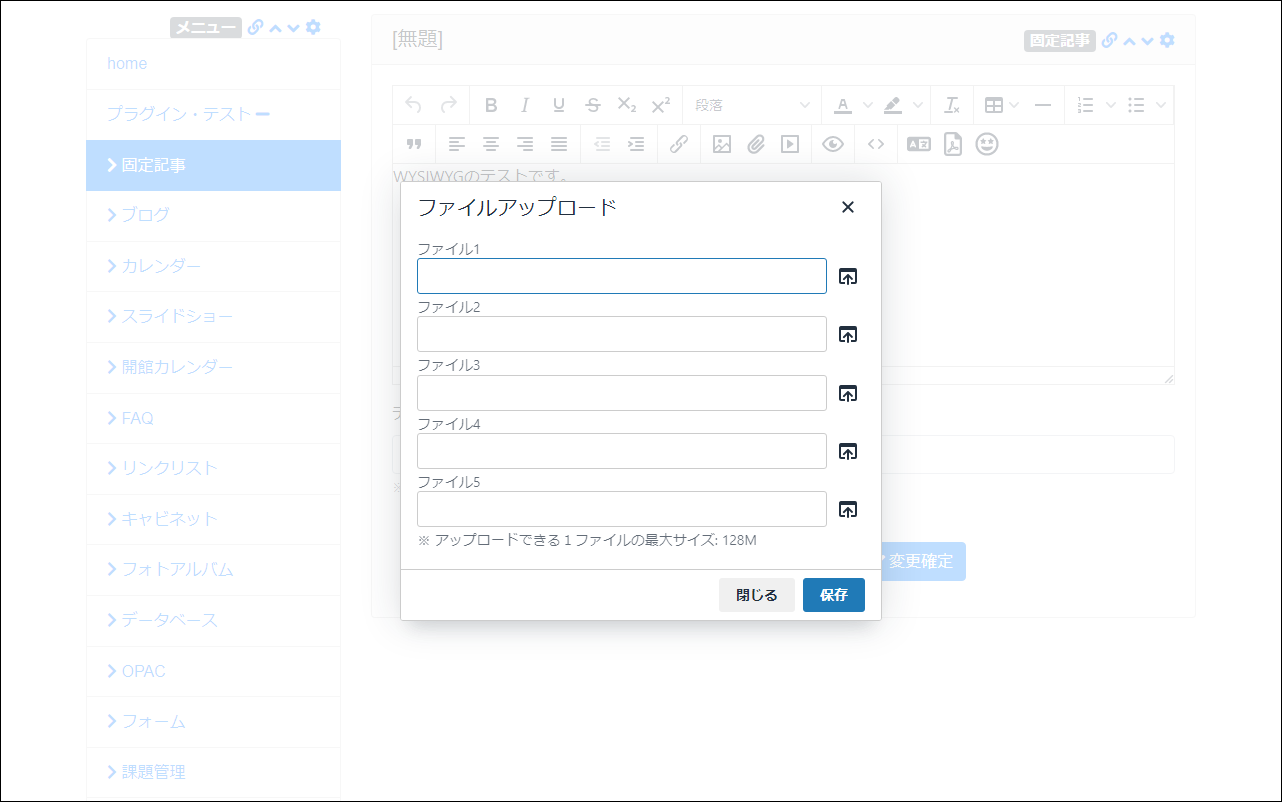 メニュー
home
プラグイン・テスト
固定記事
ブログ
カレンダー
スライドショー
開館カレンダー
FAQ
リンクリスト
キャビネット
フォトアルバム
データベース
OPAC
フォーム
課題管理
[無題]
固定記事
段落
WYSIWYGのテストです。
ファイルアップロード
ファイル1
ファイル2
ファイル3
ファイル4
ファイル5
※ アップロードできる１ファイルの最大サイズ: 128M
閉じる
保存
変更確定